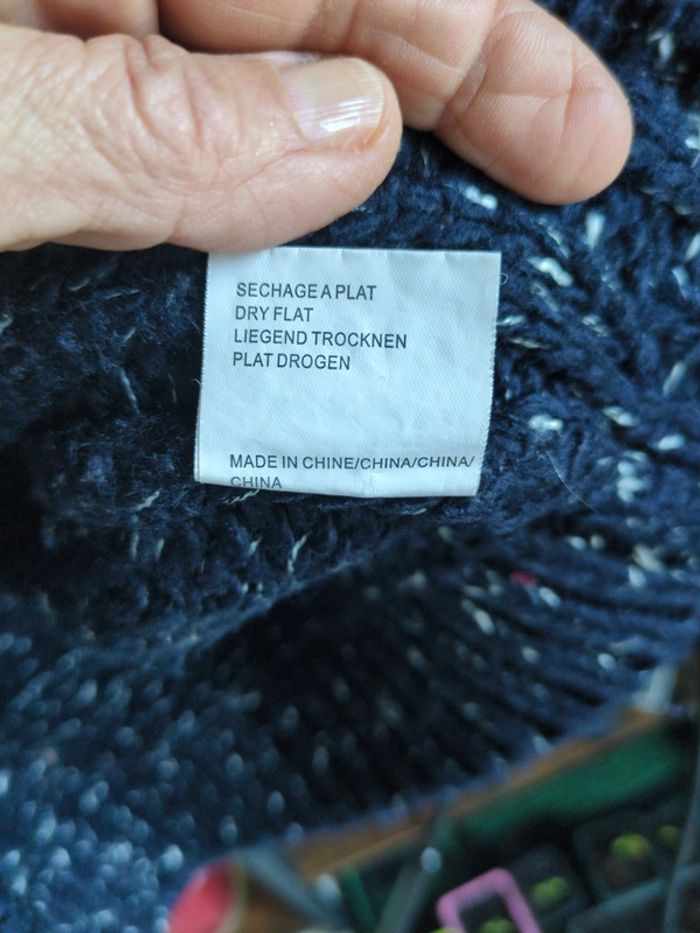 SECHAGE A PLAT
DRY FLAT
LIEGEND TROCKNEN
PLAT DROGEN
MADE IN CHINE/CHINA/CHINA/
CHINA